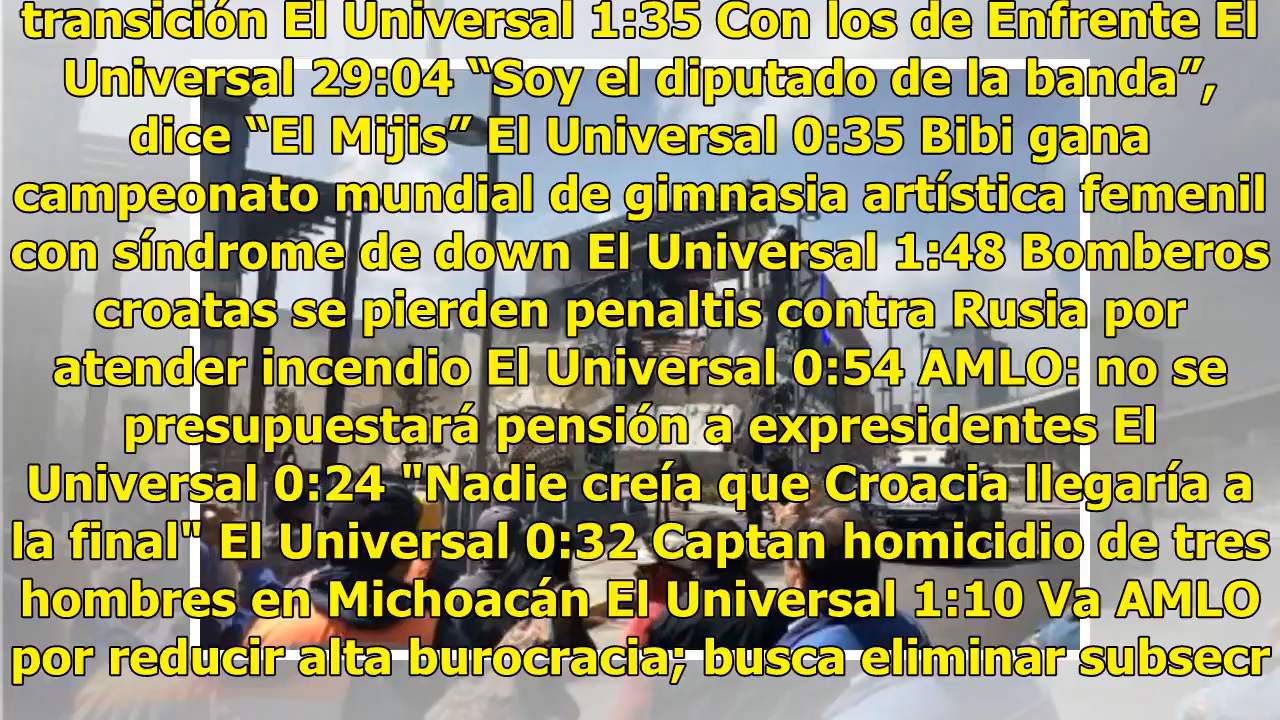 transición El Universal 1:35 Con los de Enfrente El
Universal 29:04 “Soy el diputado de la banda”,
dice “El Mijis” El Universal 0:35 Bibi gana
campeonato mundial de gimnasia artística femenil
con síndrome de down El Universal 1:48 Bomberos
croatas se pierden penaltis contra Rusia por
atender incendio El Universal 0:54 AMLO: no se
presupuestará pensión a expresidentes El
Universal 0:24 "Nadie creía que Croacia llegaría a
la final" El Universal 0:32 Captan homicidio de tres
hombres en Michoacán El Universal 1:10 Va AMLO
por reducir alta burocracia; busca eliminar subsecr